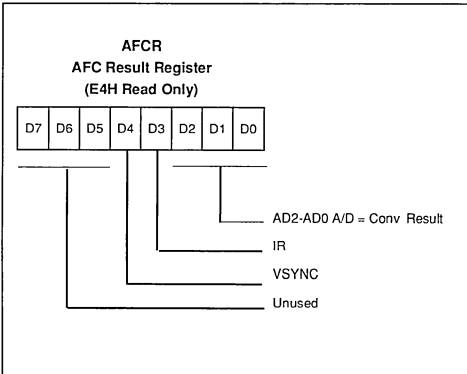 AFCR
AFC Result Register
(E4H Read Only)
D7 D6 D5 D4 D3 D2 D1 D0
AD2-AD0 A/D = Conv Result
IR
VSYNC
Unused